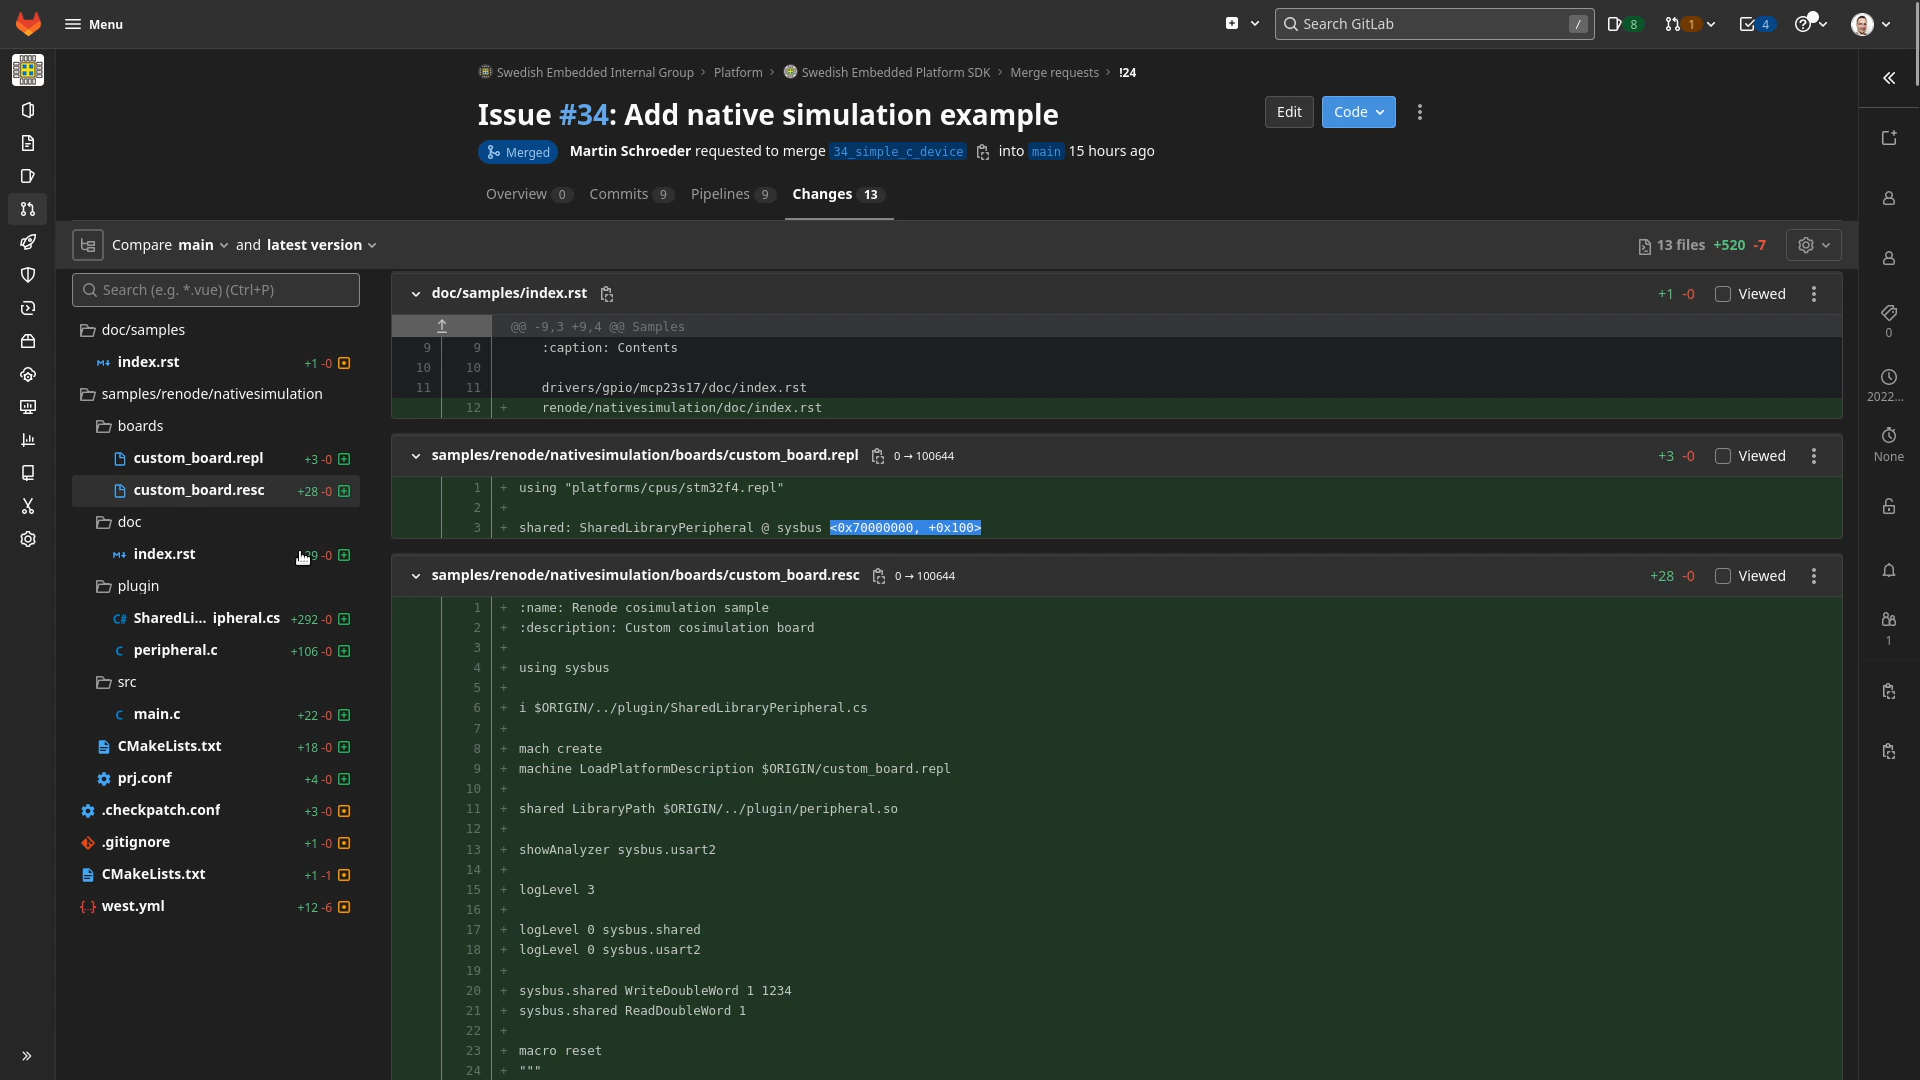 Menu
Search GitLab
/
8
1
4
Swedish Embedded Internal Group › Platform › Swedish Embedded Platform SDK › Merge requests › !24
Issue #34: Add native simulation example
Edit
Code
Merged
Martin Schroeder requested to merge 34_simple_c_device into main 15 hours ago
Overview 0
Commits 9
Pipelines 9
Changes 13
Compare main and latest version
13 files +520 -7
Search (e.g. *.vue) (Ctrl+P)
doc/samples
index.rst +1 -0
samples/renode/nativesimulation
boards
custom_board.repl +3 -0
custom_board.resc +28 -0
doc
index.rst -0
plugin
SharedLi... ipheral.cs +292 -0
peripheral.c +106 -0
src
main.c +22 -0
CMakeLists.txt +18 -0
prj.conf +4 -0
.checkpatch.conf +3 -0
.gitignore +1 -0
CMakeLists.txt +1 -1
west.yml +12 -6
doc/samples/index.rst +1 -0 Viewed
@@ -9,3 +9,4 @@ Samples
9 9 :caption: Contents
10 10
11 11 drivers/gpio/mcp23s17/doc/index.rst
12 + renode/nativesimulation/doc/index.rst
samples/renode/nativesimulation/boards/custom_board.repl 0 → 100644 +3 -0 Viewed
1 + using "platforms/cpus/stm32f4.repl"
2 +
3 + shared: SharedLibraryPeripheral @ sysbus <0x70000000, +0x100>
samples/renode/nativesimulation/boards/custom_board.resc 0 → 100644 +28 -0 Viewed
1 + :name: Renode cosimulation sample
2 + :description: Custom cosimulation board
3 +
4 + using sysbus
5 +
6 + i $ORIGIN/../plugin/SharedLibraryPeripheral.cs
7 +
8 + mach create
9 + machine LoadPlatformDescription $ORIGIN/custom_board.repl
10 +
11 + shared LibraryPath $ORIGIN/../plugin/peripheral.so
12 +
13 + showAnalyzer sysbus.usart2
14 +
15 + logLevel 3
16 +
17 + logLevel 0 sysbus.shared
18 + logLevel 0 sysbus.usart2
19 +
20 + sysbus.shared WriteDoubleWord 1 1234
21 + sysbus.shared ReadDoubleWord 1
22 +
23 + macro reset
24 + """
0
2022...
None
1